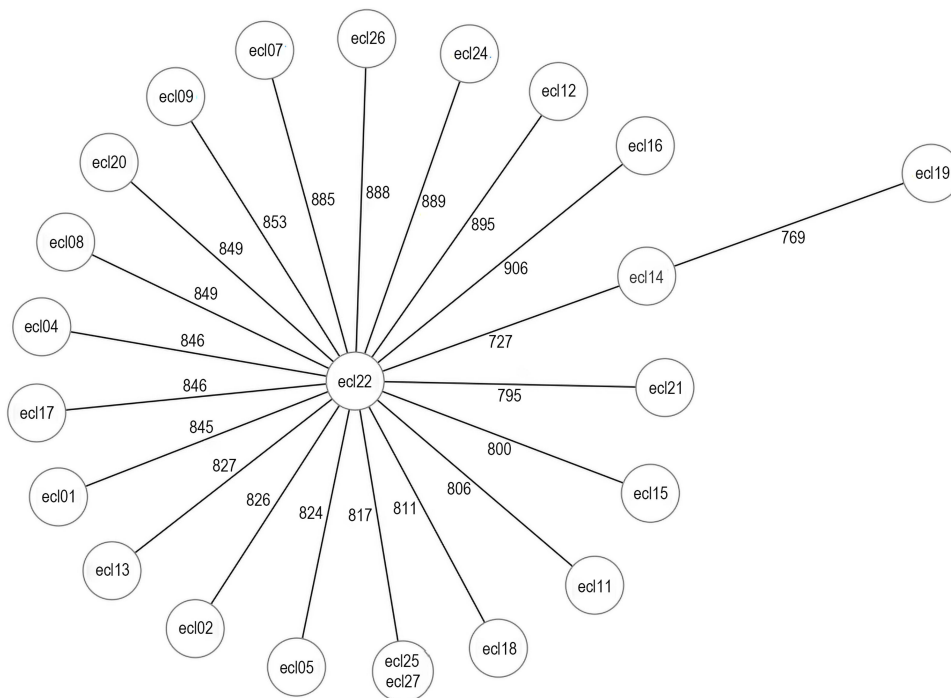 ecl26
ecl07
ecl24
ecl12
ecl09
ecl16
ecl20
ecl19
885
888
889
853
895
769
ecl08
849
906
ecl14
849
ecl04
846
727
ecl22
846
795
ecl21
ecl17
845
800
827
806
ecl01
826
824
817
811
ecl15
ecl13
ecl11
ecl02
ecl18
ecl05
ecl25
ecl27